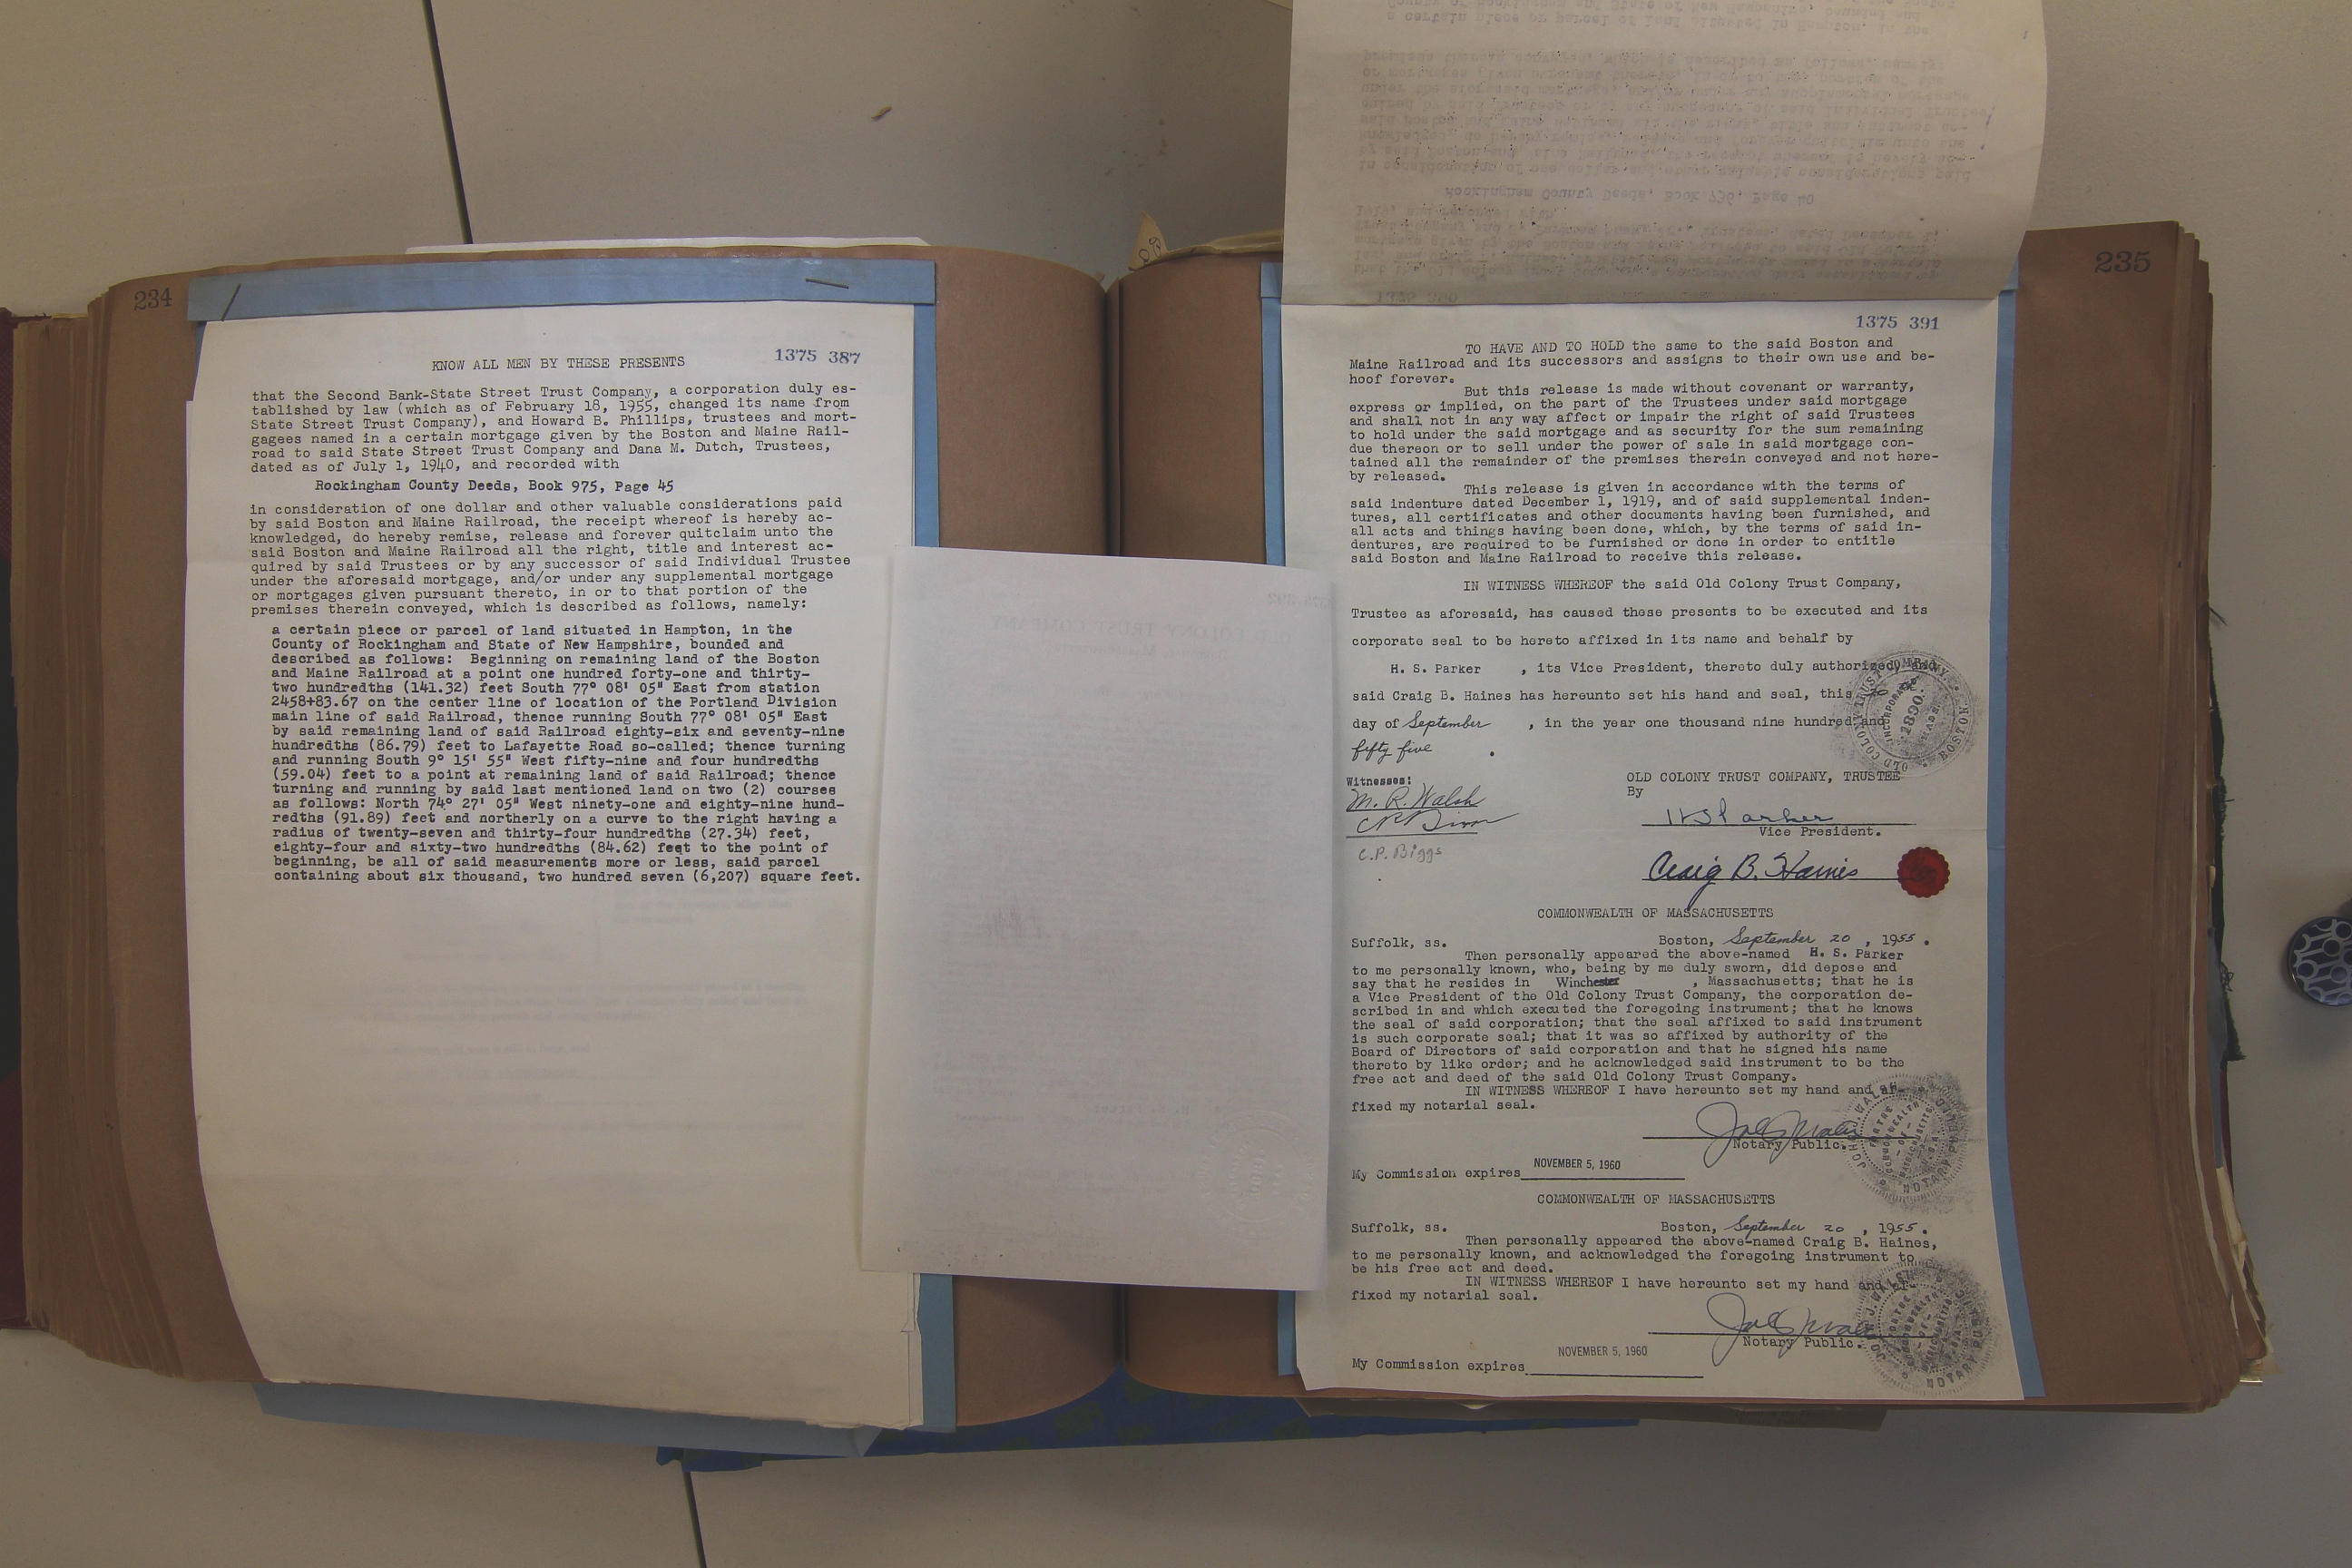 234
1375 387
KNOW ALL MEN BY THESE PRESENTS
that the Second Bank-State Street Trust Company, a corporation duly es-
tablished by law (which as of February 18, 1955, changed its name from
State Street Trust Company), and Howard B. Phillips, trustees and mort-
gagees named in a certain mortgage given by the Boston and Maine Rail-
road to said State Street Trust Company and Dana M. Dutch, Trustees,
dated as of July 1, 1940, and recorded with
Rockingham County Deeds, Book 975, Page 45
in consideration of one dollar and other valuable considerations paid
by said Boston and Maine Railroad, the receipt whereof is hereby ac-
knowledged, do hereby remise, release and forever quitclaim unto the
said Boston and Maine Railroad all the right, title and interest ac-
quired by said Trustees or by any successor of said Individual Trustee
under the aforesaid mortgage, and/or under any supplemental mortgage
or mortgages given pursuant thereto, in or to that portion of the
premises therein conveyed, which is described as follows, namely:
a certain piece or parcel of land situated in Hampton, in the
County of Rockingham and State of New Hampshire, bounded and
described as follows: Beginning on remaining land of the Boston
and Maine Railroad at a point one hundred forty-one and thirty-
two hundredths (141.32) feet South 77° 08' 05" East from station
2458+83.67 on the center line of location of the Portland Division
main line of said Railroad, thence running South 77° 08' 05" East
by said remaining land of said Railroad eighty-six and seventy-nine
hundredths (86.79) feet to Lafayette Road so-called; thence turning
and running South 9° 15' 55" West fifty-nine and four hundredths
(59.04) feet to a point at remaining land of said Railroad; thence
turning and running by said last mentioned land on two (2) courses
as follows: North 74° 27' 05" West ninety-one and eighty-nine hund-
redths (91.89) feet and northerly on a curve to the right having a
radius of twenty-seven and thirty-four hundredths (27.34) feet,
eighty-four and sixty-two hundredths (84.62) feet to the point of
beginning, be all of said measurements more or less, said parcel
containing about six thousand, two hundred seven (6,207) square feet.
235
1375 391
TO HAVE AND TO HOLD the same to the said Boston and
Maine Railroad and its successors and assigns to their own use and be-
hoof forever.
But this release is made without covenant or warranty,
express or implied, on the part of the Trustees under said mortgage
and shall not in any way affect or impair the right of said Trustees
to hold under the said mortgage and as security for the sum remaining
due thereon or to sell under the power of sale in said mortgage con-
tained all the remainder of the premises therein conveyed and not here-
by released.
This release is given in accordance with the terms of
said indenture dated December 1, 1919, and of said supplemental inden-
tures, all certificates and other documents having been furnished, and
all acts and things having been done, which, by the terms of said in-
dentures, are required to be furnished or done in order to entitle
said Boston and Maine Railroad to receive this release.
IN WITNESS WHEREOF the said Old Colony Trust Company,
Trustee as aforesaid, has caused these presents to be executed and its
corporate seal to be hereto affixed in its name and behalf by
H. S. Parker , its Vice President, thereto duly authorized, and
said Craig B. Haines has hereunto set his hand and seal, this 20
day of September , in the year one thousand nine hundred and
fifty five .
Witnesses:
M. R. Walsh
C.P. Biggs
OLD COLONY TRUST COMPANY, TRUSTEE
By
H S Parker
Vice President.
Craig B. Haines
OLD COLONY TRUST COMPANY BOSTON INCORPORATED 1890
COMMONWEALTH OF MASSACHUSETTS
Suffolk, ss. Boston, September 20 , 1955 .
Then personally appeared the above-named H. S. Parker
to me personally known, who, being by me duly sworn, did depose and
say that he resides in Winchester , Massachusetts; that he is
a Vice President of the Old Colony Trust Company, the corporation de-
scribed in and which executed the foregoing instrument; that he knows
the seal of said corporation; that the seal affixed to said instrument
is such corporate seal; that it was so affixed by authority of the
Board of Directors of said corporation and that he signed his name
thereto by like order; and he acknowledged said instrument to be the
free act and deed of the said Old Colony Trust Company.
IN WITNESS WHEREOF I have hereunto set my hand and af-
fixed my notarial seal.
Notary Public.
JOHN J. WALSH NOTARY PUBLIC COMMONWEALTH OF MASSACHUSETTS
My Commission expires NOVEMBER 5, 1960
COMMONWEALTH OF MASSACHUSETTS
Suffolk, ss. Boston, September 20 , 1955 .
Then personally appeared the above-named Craig B. Haines,
to me personally known, and acknowledged the foregoing instrument to
be his free act and deed.
IN WITNESS WHEREOF I have hereunto set my hand and af-
fixed my notarial seal.
Notary Public.
My Commission expires NOVEMBER 5, 1960